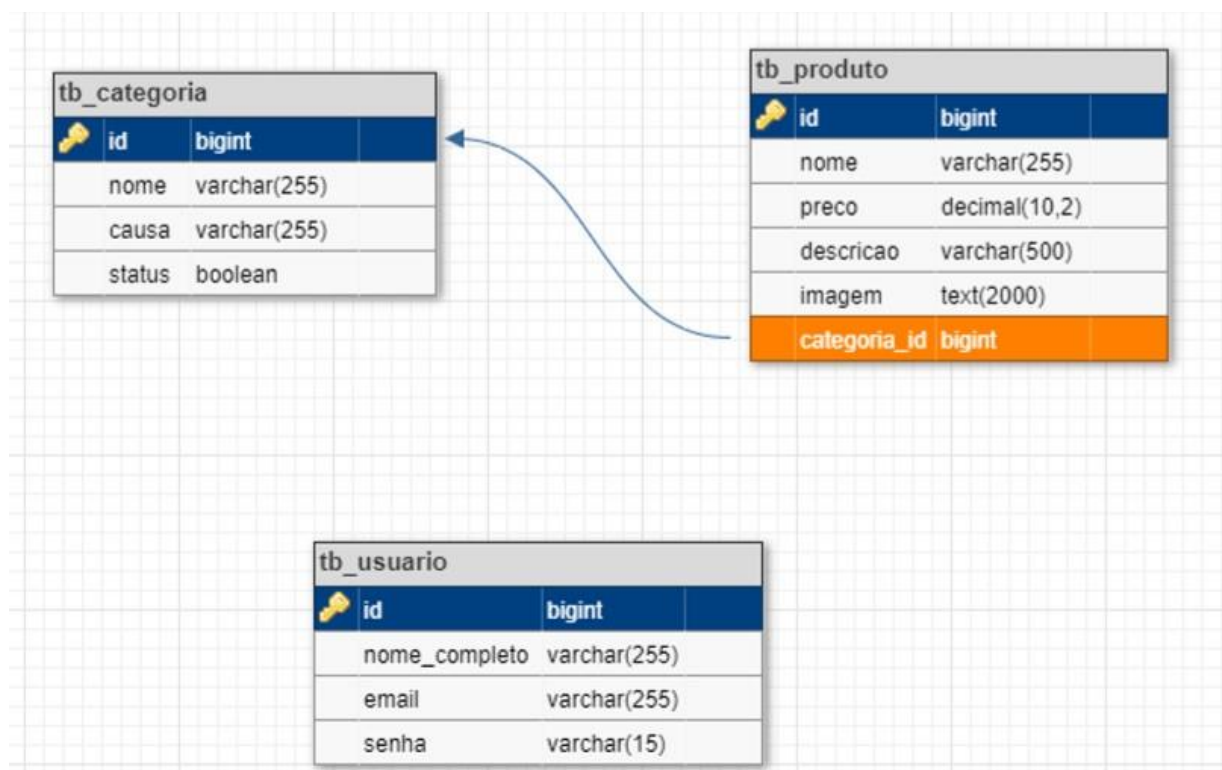 tb_categoria
id bigint
nome varchar(255)
causa varchar(255)
status boolean
tb_produto
id bigint
nome varchar(255)
preco decimal(10,2)
descricao varchar(500)
imagem text(2000)
categoria_id bigint
tb_usuario
id bigint
nome_completo varchar(255)
email varchar(255)
senha varchar(15)